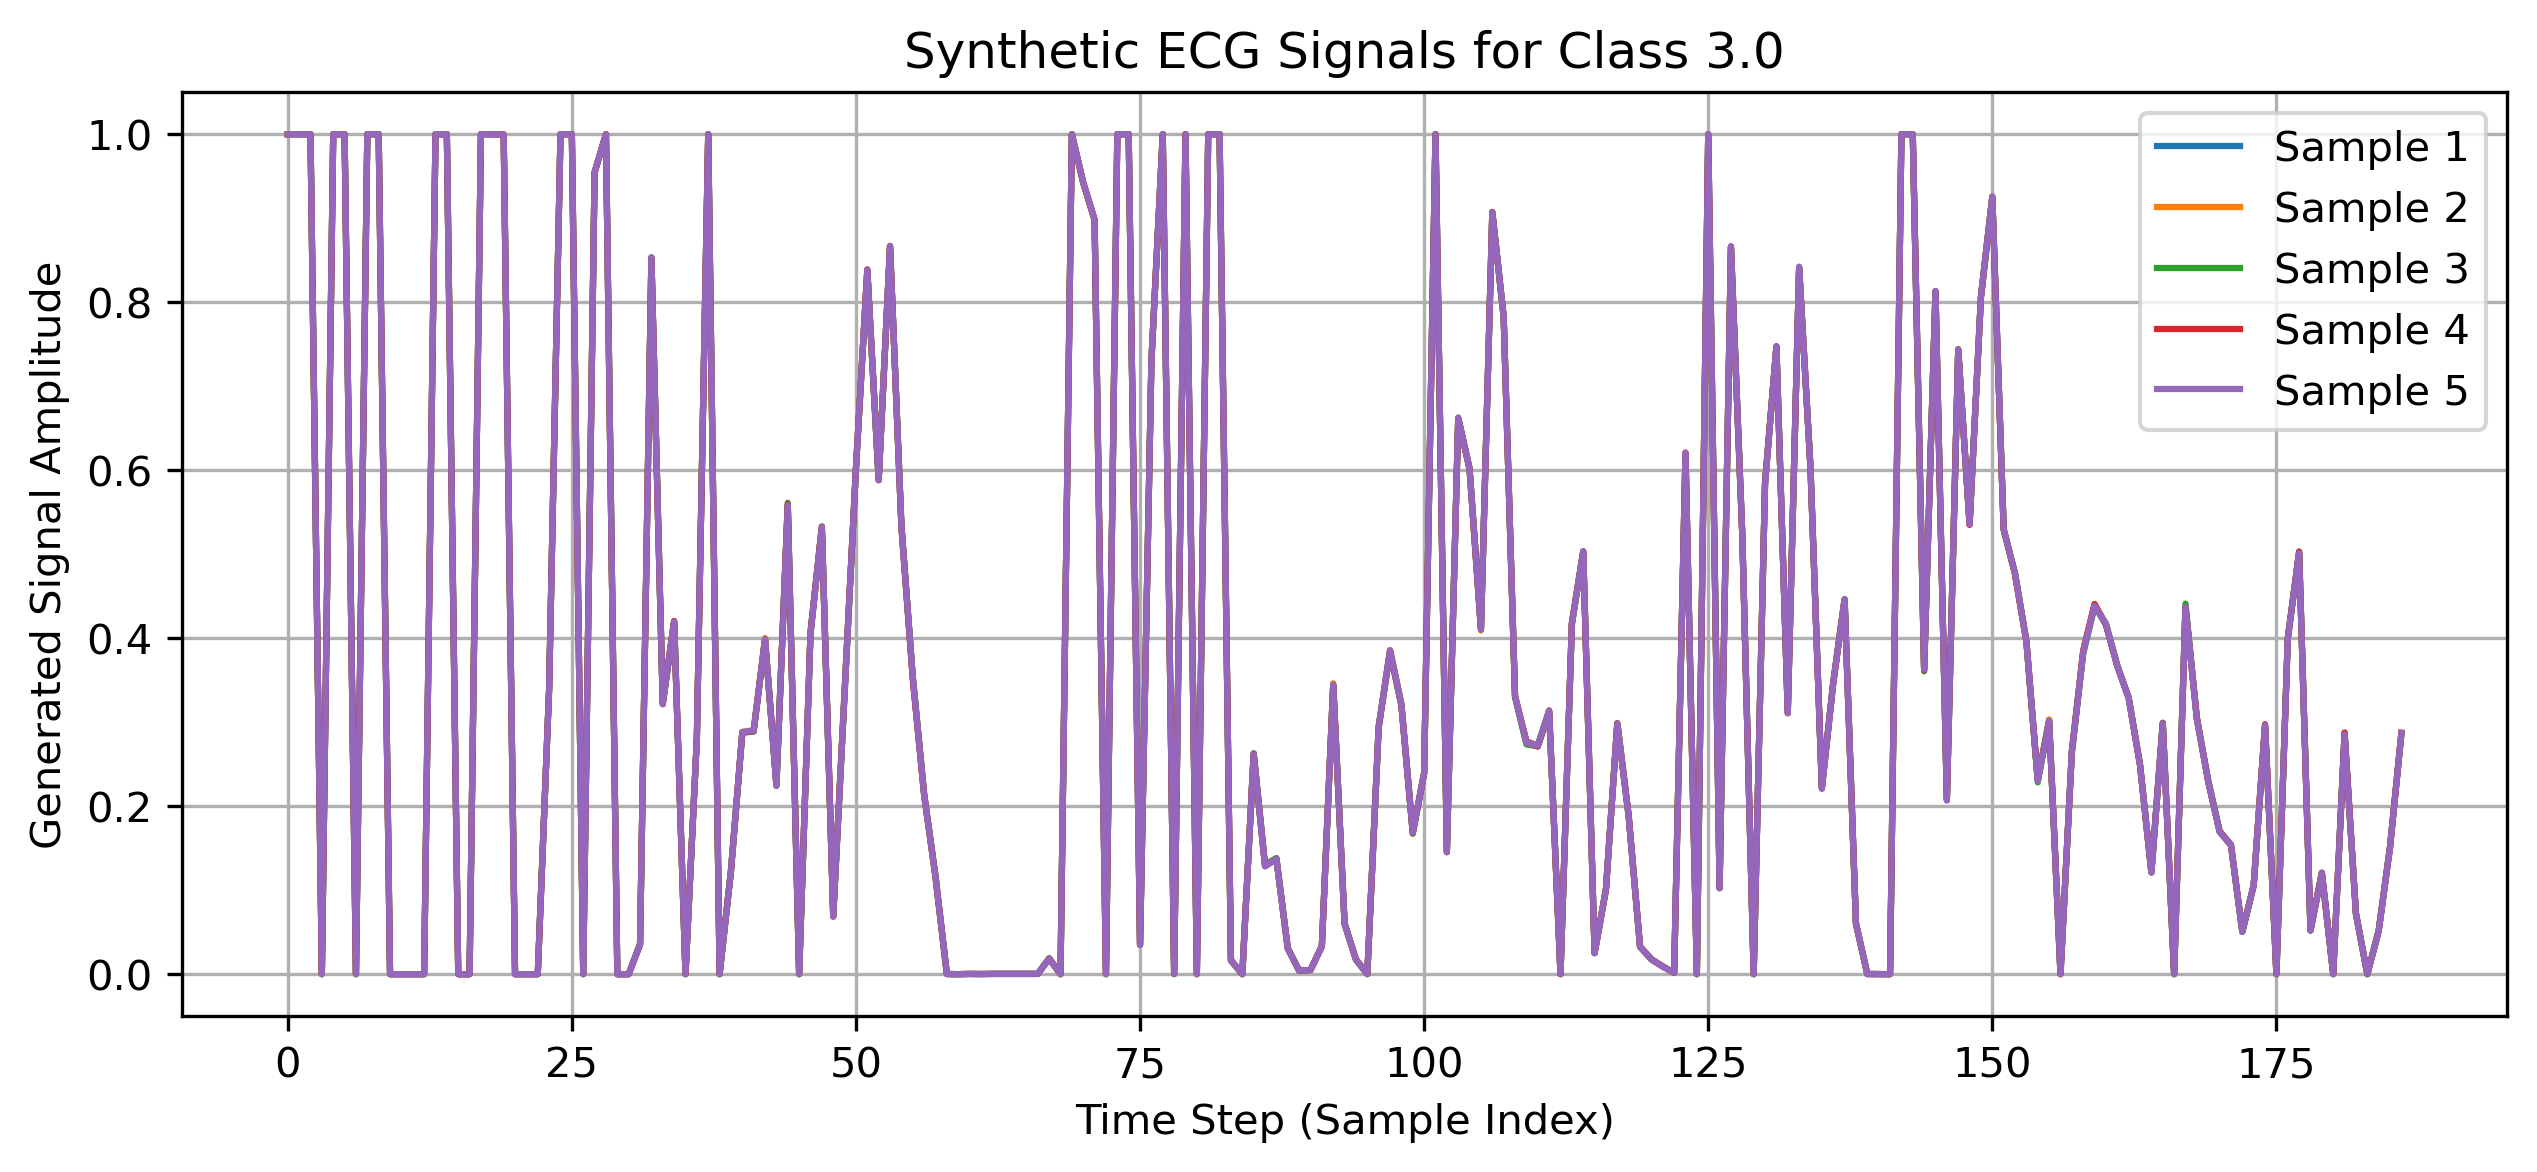 Synthetic ECG Signals for Class 3.0
Generated Signal Amplitude
1.0
0.8
0.6
0.4
0.2
0.0
Sample 1
Sample 2
Sample 3
Sample 4
Sample 5
0 25 50 75 100 125 150 175
Time Step (Sample Index)